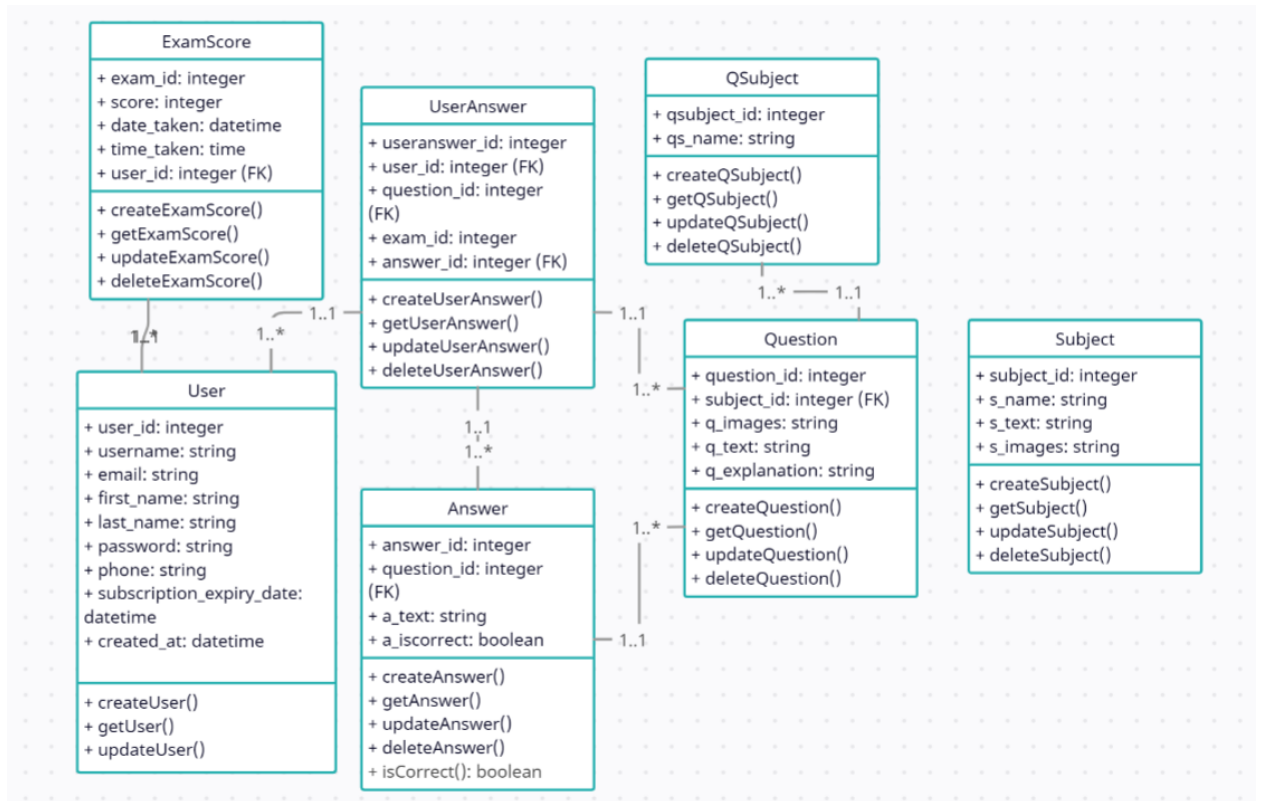 ExamScore
+ exam_id: integer
+ score: integer
+ date_taken: datetime
+ time_taken: time
+ user_id: integer (FK)
+ createExamScore()
+ getExamScore()
+ updateExamScore()
+ deleteExamScore()
UserAnswer
+ useranswer_id: integer
+ user_id: integer (FK)
+ question_id: integer
(FK)
+ exam_id: integer
+ answer_id: integer (FK)
+ createUserAnswer()
+ getUserAnswer()
+ updateUserAnswer()
+ deleteUserAnswer()
QSubject
+ qsubject_id: integer
+ qs_name: string
+ createQSubject()
+ getQSubject()
+ updateQSubject()
+ deleteQSubject()
1..* 1..1
1..1
1..*
1..1
1..*
1..1
1..*
User
+ user_id: integer
+ username: string
+ email: string
+ first_name: string
+ last_name: string
+ password: string
+ phone: string
+ subscription_expiry_date:
datetime
+ created_at: datetime
+ createUser()
+ getUser()
+ updateUser()
Answer
+ answer_id: integer
+ question_id: integer
(FK)
+ a_text: string
+ a_iscorrect: boolean
+ createAnswer()
+ getAnswer()
+ updateAnswer()
+ deleteAnswer()
+ isCorrect(): boolean
1..*
1..1
Question
+ question_id: integer
+ subject_id: integer (FK)
+ q_images: string
+ q_text: string
+ q_explanation: string
+ createQuestion()
+ getQuestion()
+ updateQuestion()
+ deleteQuestion()
Subject
+ subject_id: integer
+ s_name: string
+ s_text: string
+ s_images: string
+ createSubject()
+ getSubject()
+ updateSubject()
+ deleteSubject()